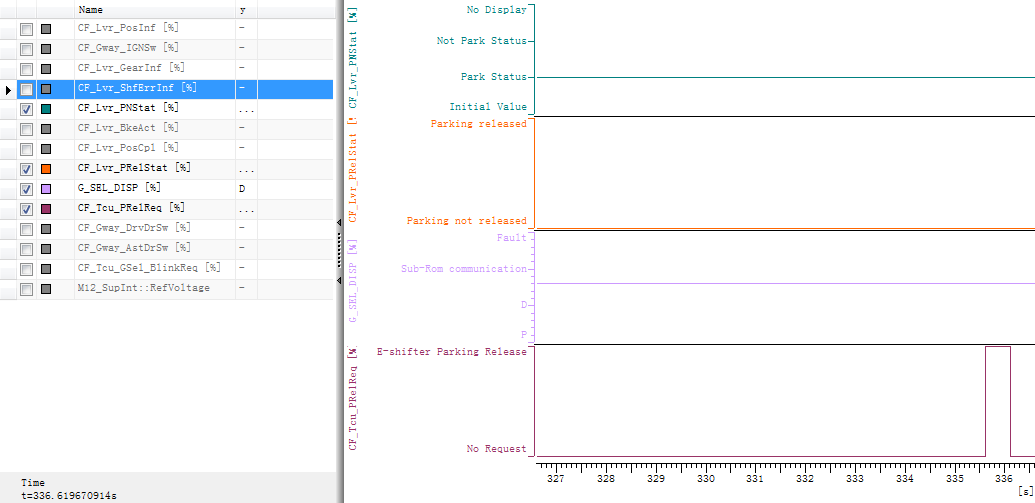 Name y
CF_Lvr_PosInf [%] -
CF_Gway_IGNSw [%] -
CF_Lvr_GearInf [%] -
CF_Lvr_ShfErrInf [%] -
CF_Lvr_PNStat [%] ...
CF_Lvr_BkeAct [%] -
CF_Lvr_PosCpl [%] -
CF_Lvr_PRelStat [%] ...
G_SEL_DISP [%] D
CF_Tcu_PRelReq [%] ...
CF_Gway_DrvDrSw [%] -
CF_Gway_AstDrSw [%] -
CF_Tcu_GSel_BlinkReq [%] -
M12_SupInt::RefVoltage -
Time
t=336.619670914s
CF_Lvr_PNStat [%]
No Display
Not Park Status
Park Status
Initial Value
CF_Lvr_PRelStat [%
Parking released
Parking not released
G_SEL_DISP [%]
Fault
Sub-Rom communication
D
P
CF_Tcu_PRelReq [%
E-shifter Parking Release
No Request
327 328 329 330 331 332 333 334 335 336
[s]